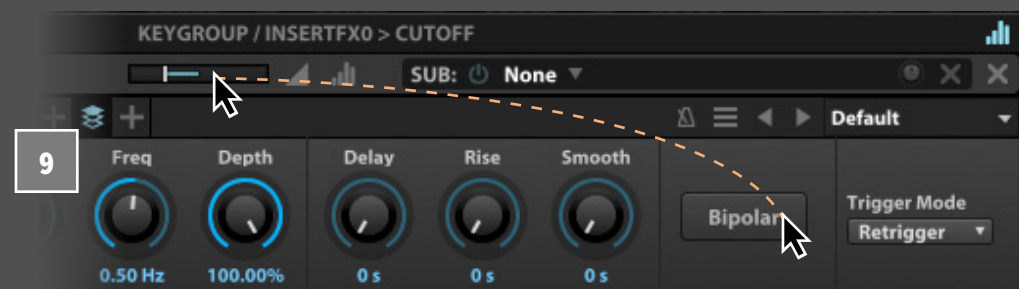 KEYGROUP / INSERTFX0 > CUTOFF
SUB: None
Default
9
Freq Depth Delay Rise Smooth
Bipolar
Trigger Mode
Retrigger
0.50 Hz 100.00% 0 s 0 s 0 s